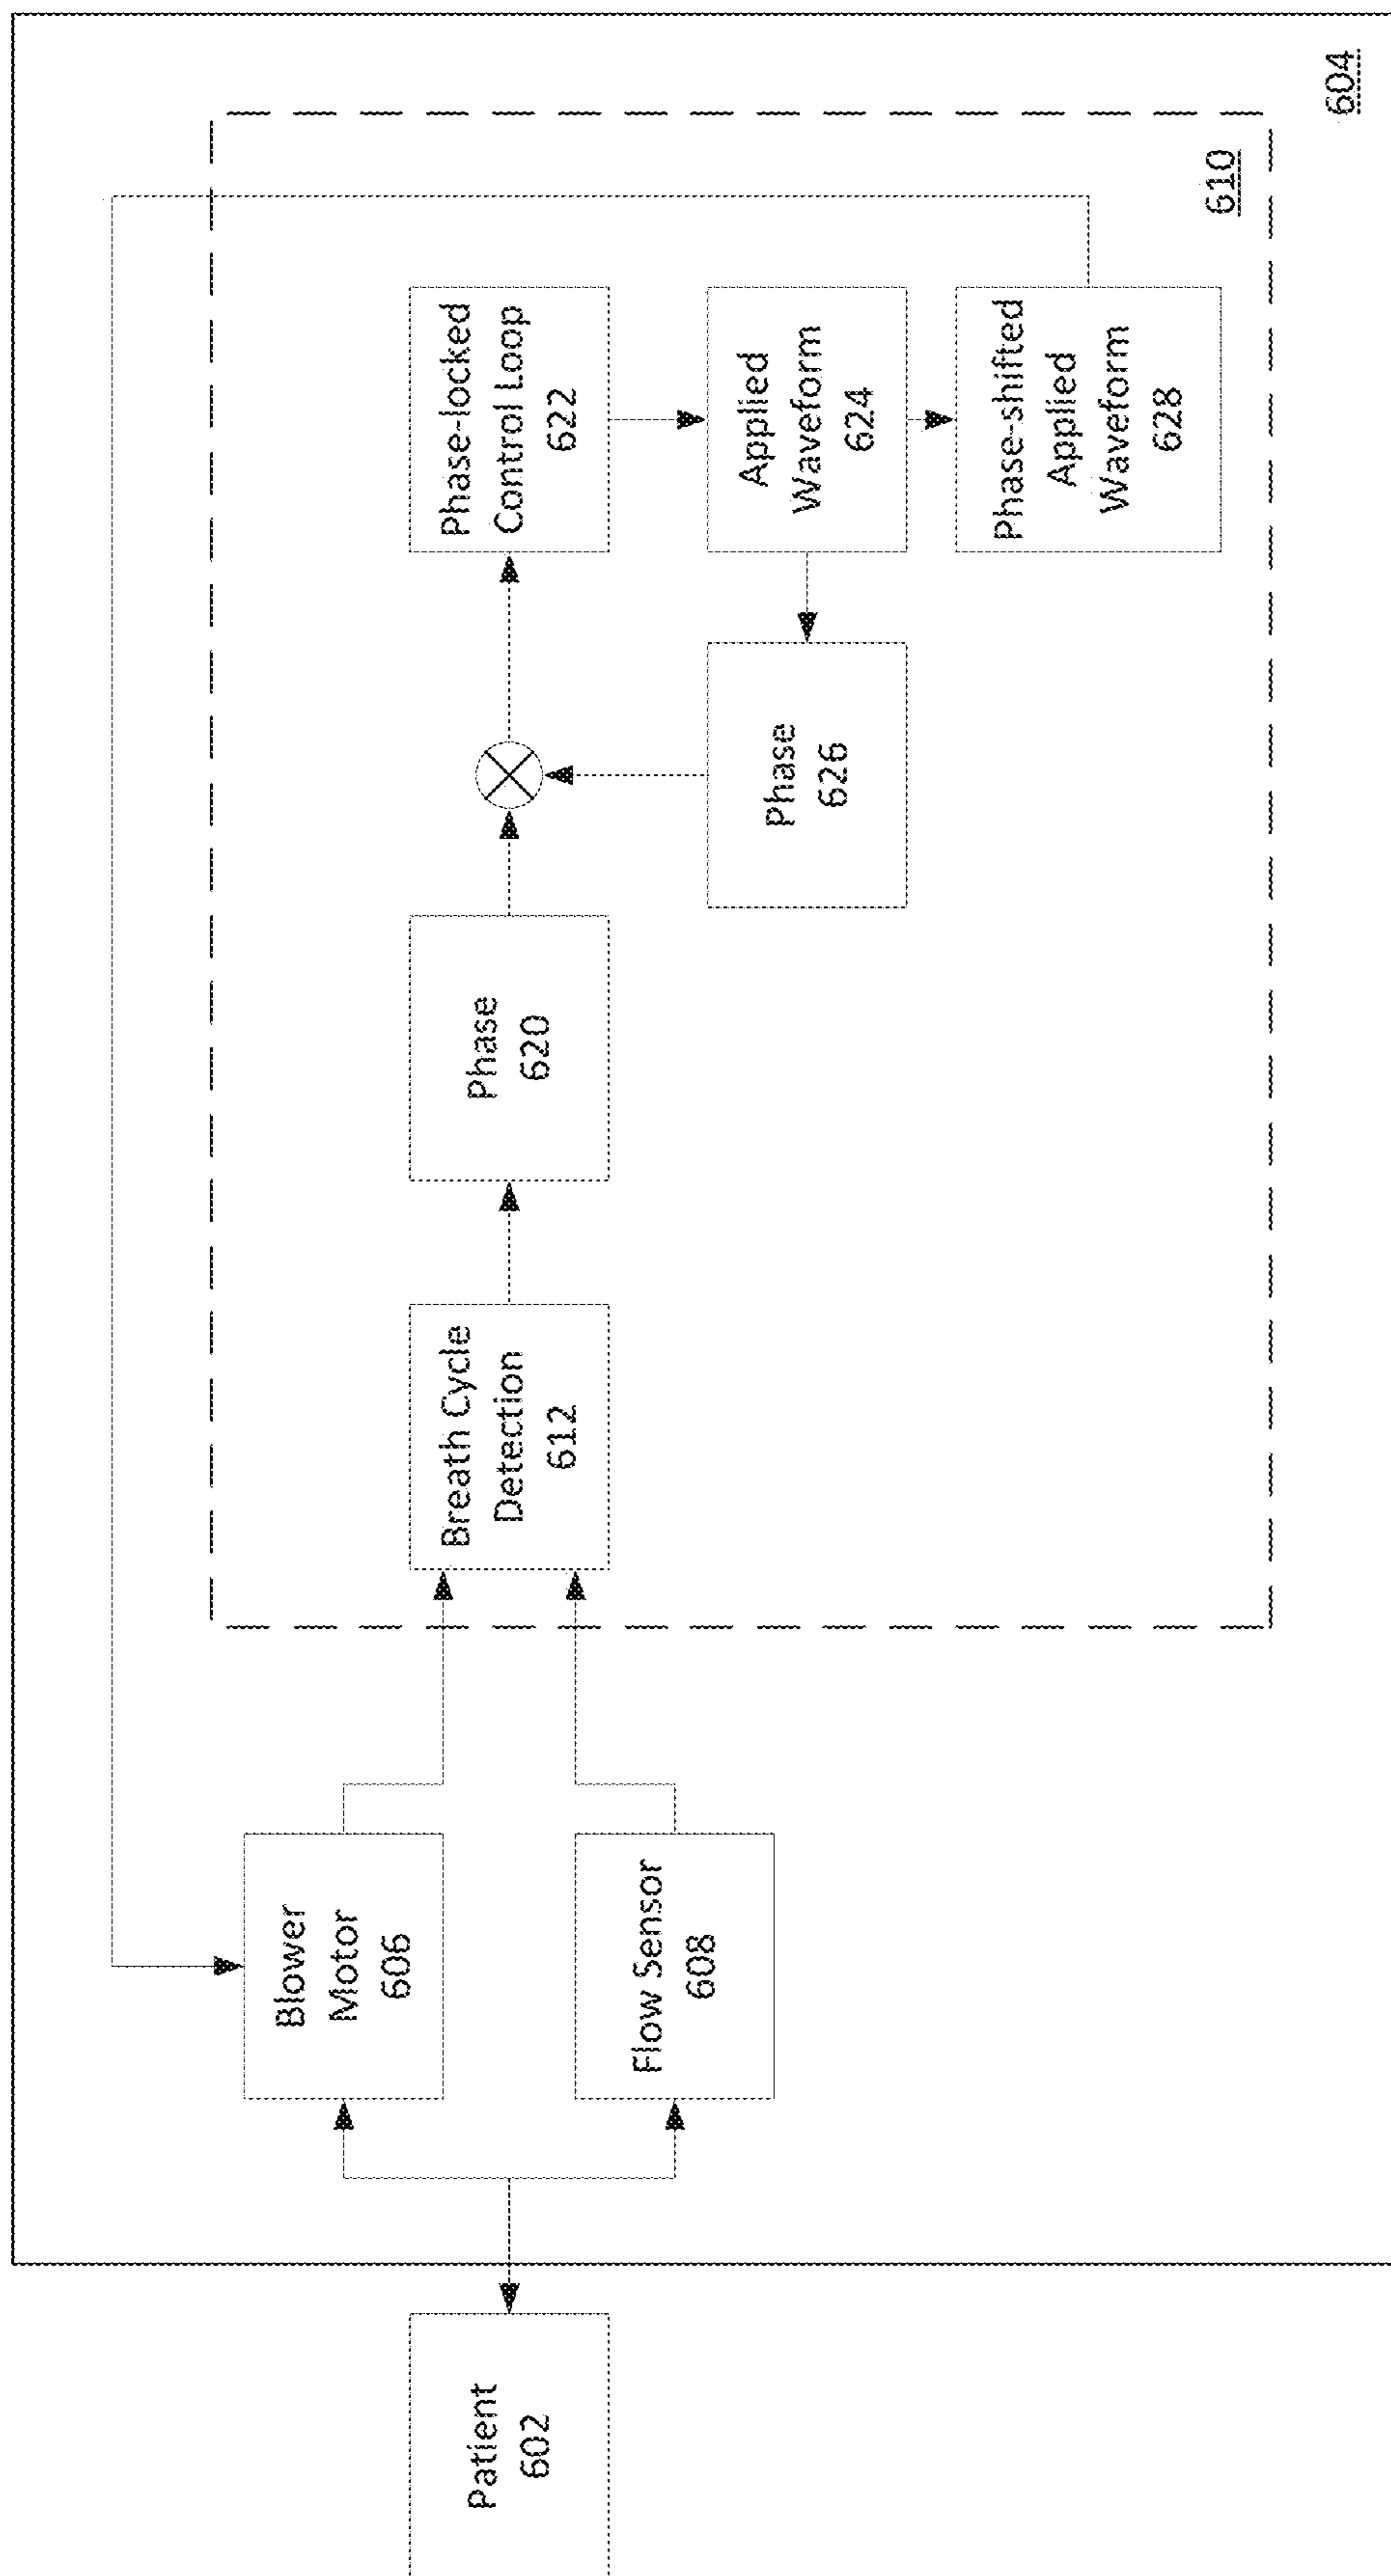 Patient
602
Blower
Motor
606
Flow Sensor
608
Breath Cycle
Detection
612
Phase
620
Phase
626
Phase-locked
Control Loop
622
Applied
Waveform
624
Phase-shifted
Applied
Waveform
628
610
604